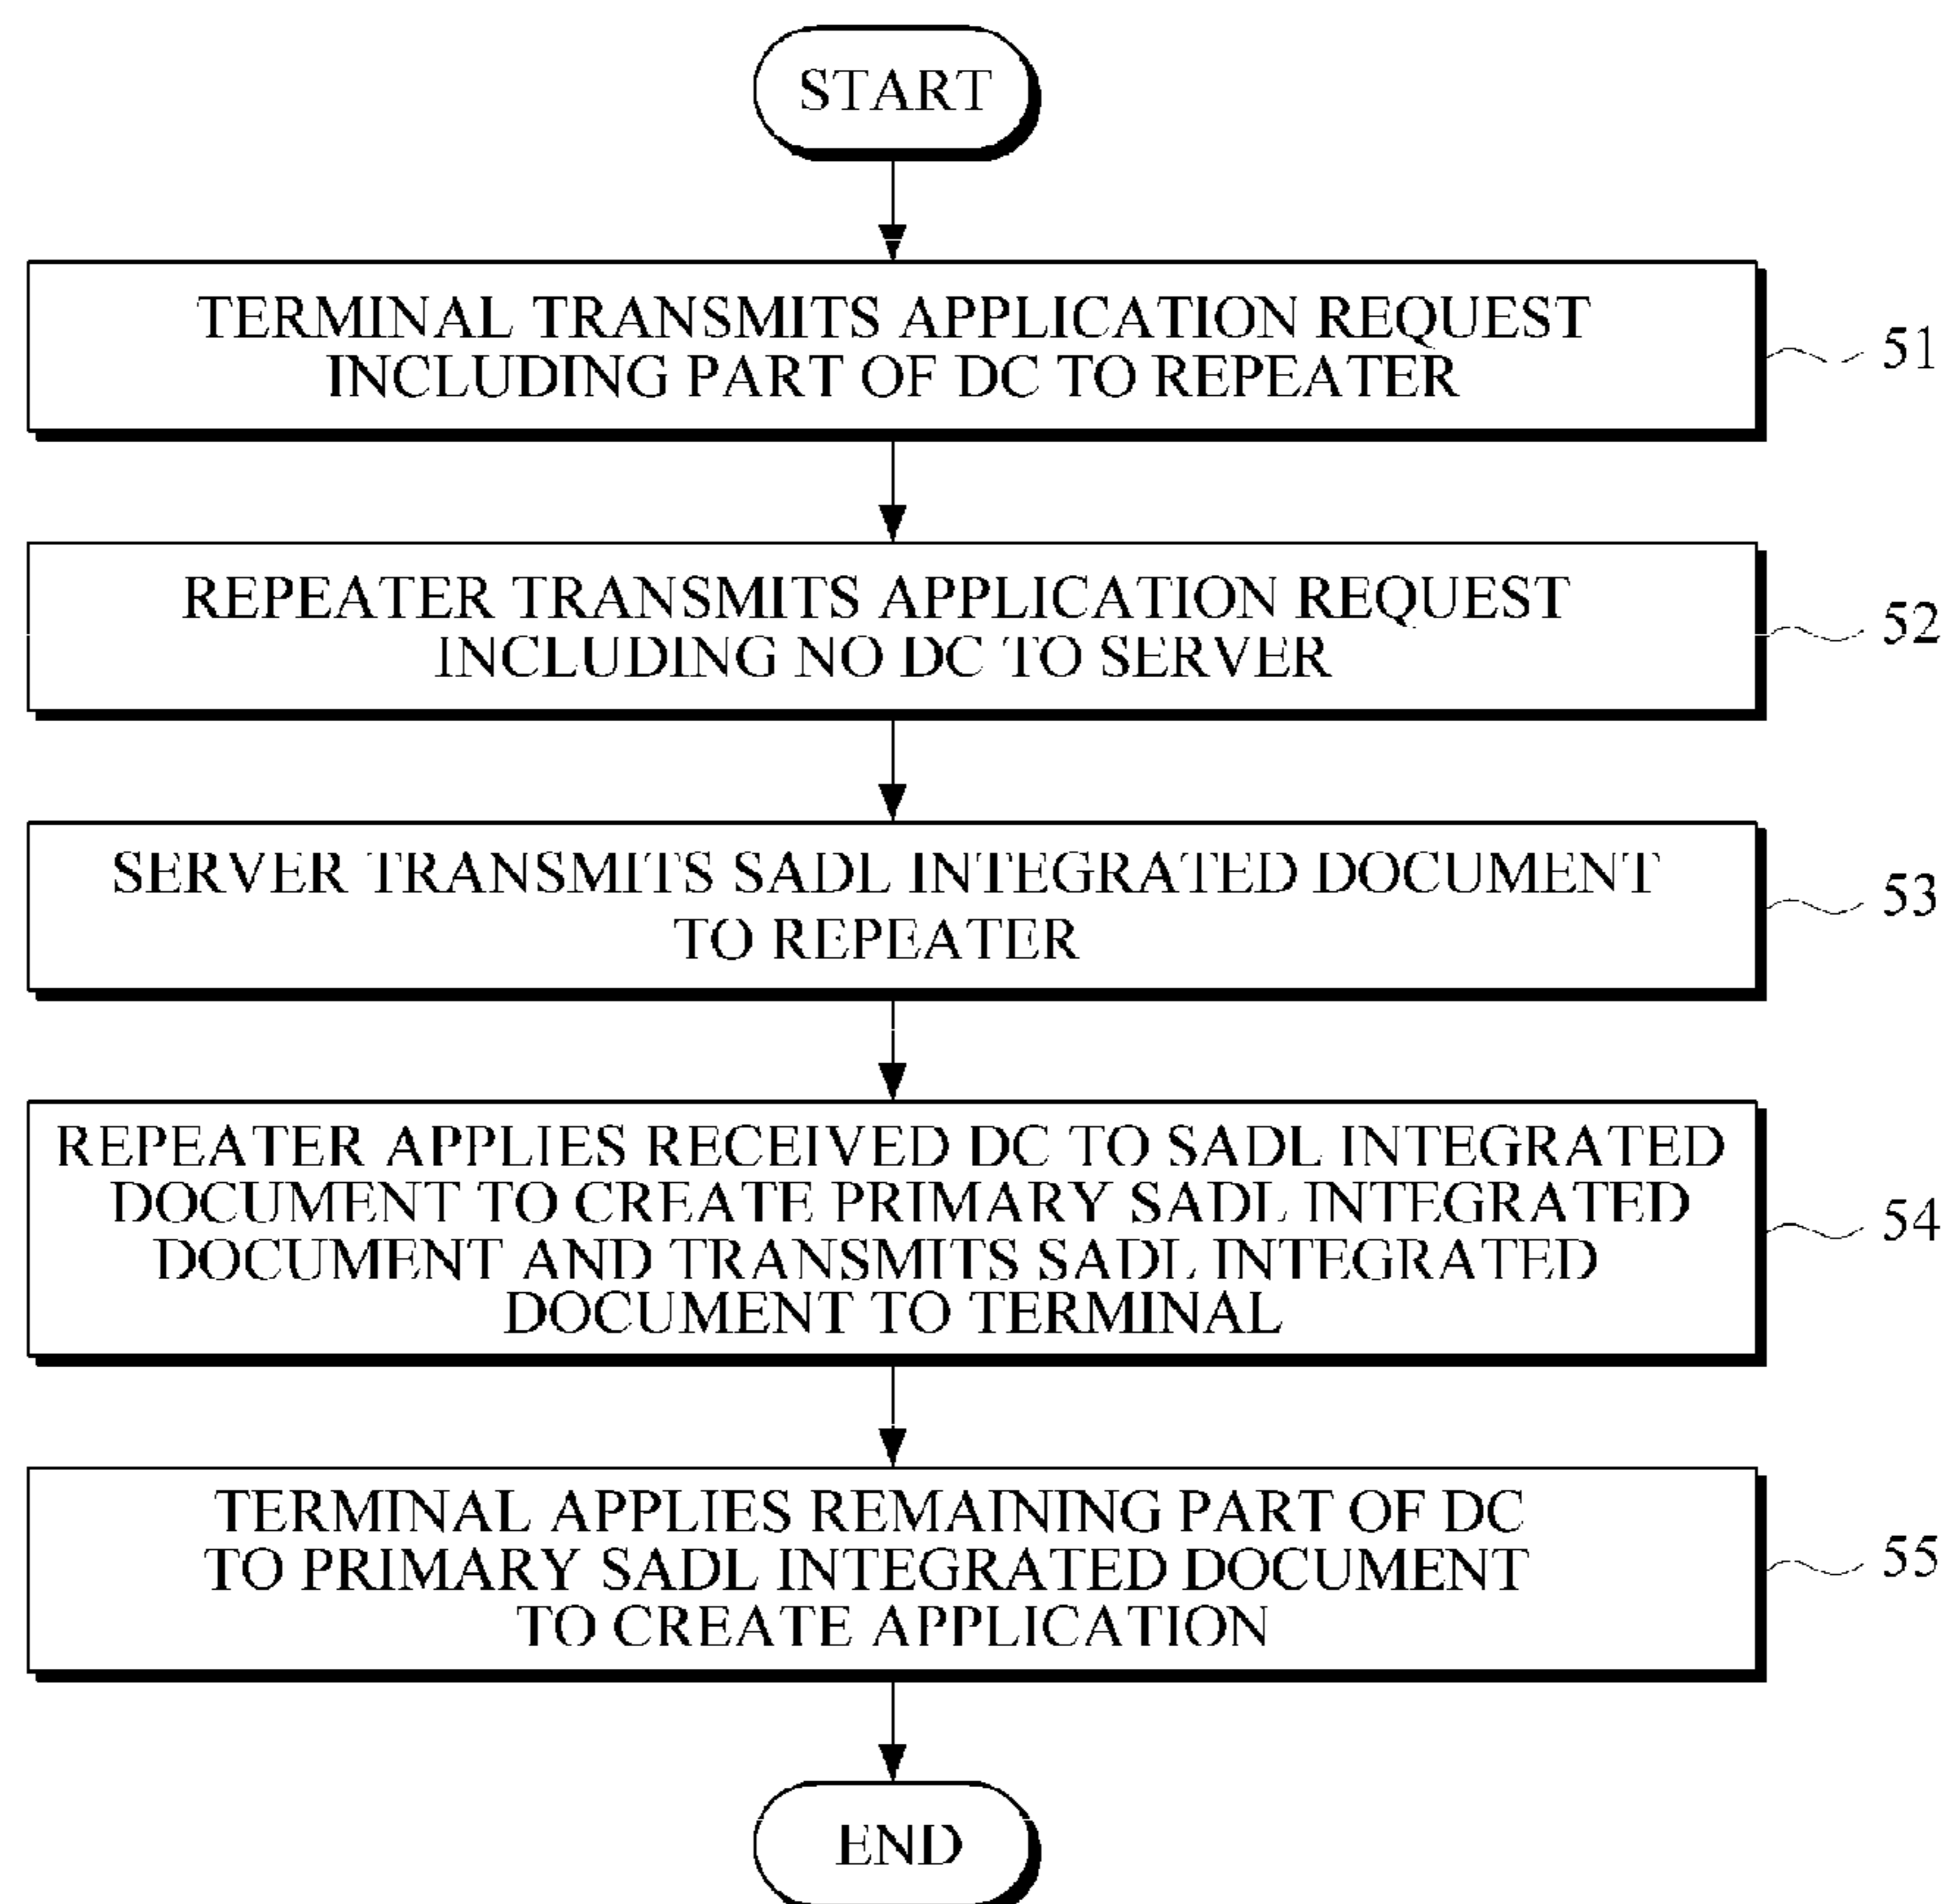 START
TERMINAL TRANSMITS APPLICATION REQUEST
INCLUDING PART OF DC TO REPEATER
51
REPEATER TRANSMITS APPLICATION REQUEST
INCLUDING NO DC TO SERVER
52
SERVER TRANSMITS SADL INTEGRATED DOCUMENT
TO REPEATER
53
REPEATER APPLIES RECEIVED DC TO SADL INTEGRATED
DOCUMENT TO CREATE PRIMARY SADL INTEGRATED
DOCUMENT AND TRANSMITS SADL INTEGRATED
DOCUMENT TO TERMINAL
54
TERMINAL APPLIES REMAINING PART OF DC
TO PRIMARY SADL INTEGRATED DOCUMENT
TO CREATE APPLICATION
55
END